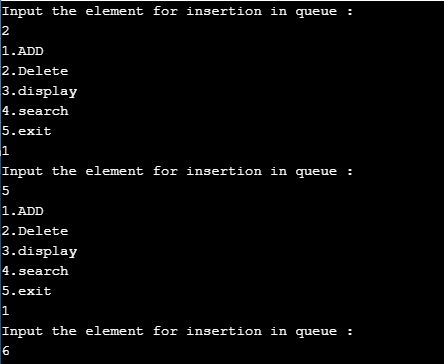 Input the element for insertion in queue :
2
1.ADD
2.Delete
3.display
4.search
5.exit
1
Input the element for insertion in queue :
5
1.ADD
2.Delete
3.display
4.search
5.exit
1
Input the element for insertion in queue :
6